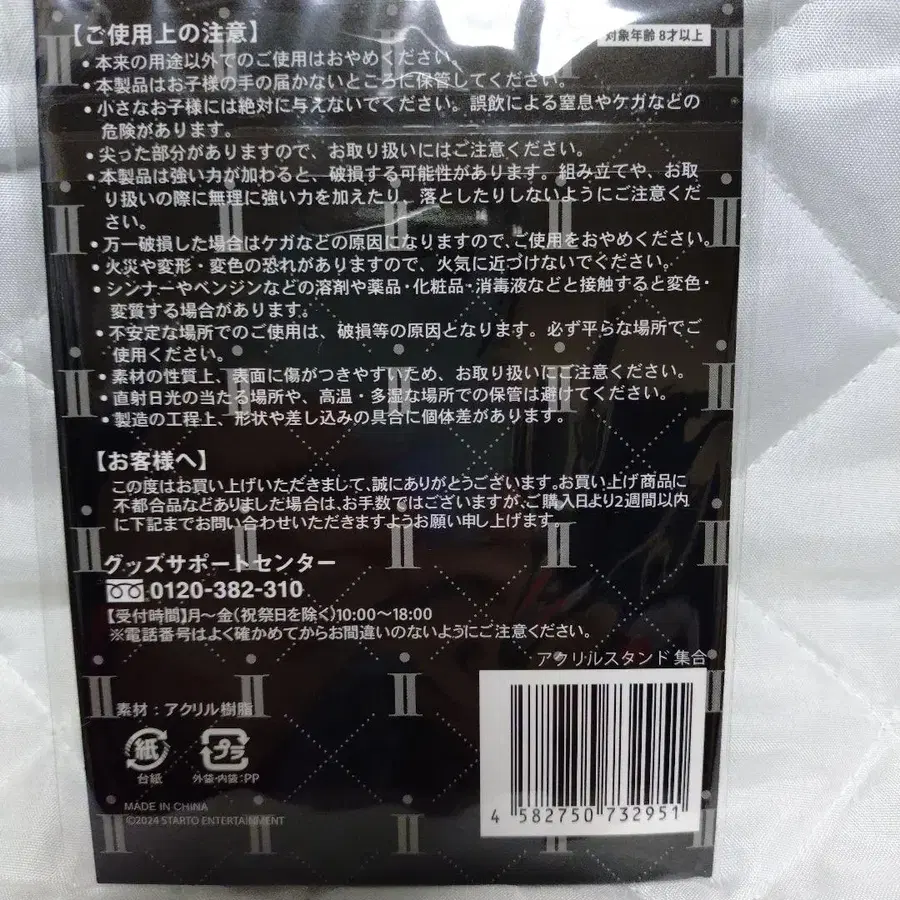 【ご使用上の注意】
対象年齢 8才以上
・本来の用途以外でのご使用はおやめください。
・本製品はお子様の手の届かないところに保管してください。
・小さなお子様には絶対に与えないでください。誤飲による窒息やケガなどの
危険があります。
・尖った部分がありますので、お取り扱いにはご注意ください。
・本製品は強い力が加わると、破損する可能性があります。組み立てや、お取
り扱いの際に無理に強い力を加えたり、落としたりしないようにご注意くだ
さい。
・万一破損した場合はケガなどの原因になりますので、ご使用をおやめください。
・火災や変形・変色の恐れがありますので、火気に近づけないでください。
・シンナーやベンジンなどの溶剤や薬品・化粧品・消毒液などと接触すると変色・
変質する場合があります。
・不安定な場所でのご使用は、破損等の原因となります。必ず平らな場所でご
使用ください。
・素材の性質上、表面に傷がつきやすいため、お取り扱いにご注意ください。
・直射日光の当たる場所や、高温・多湿な場所での保管は避けてください。
・製造の工程上、形状や差し込みの具合に個体差があります。
【お客様へ】
この度はお買い上げいただきまして、誠にありがとうございます。お買い上げ商品に
不都合品などありました場合は、お手数ではございますが、ご購入日より2週間以内
に下記までお問い合わせいただきますようお願い申し上げます。
グッズサポートセンター
0120-382-310
【受付時間】月〜金(祝祭日を除く)10:00〜18:00
※電話番号はよく確かめてからお間違いのないようにご注意ください。
アクリルスタンド 集合
素材：アクリル樹脂
紙
プラ
台紙
外袋・内袋：PP
4 582750 732951
MADE IN CHINA
©2024 STARTO ENTERTAINMENT